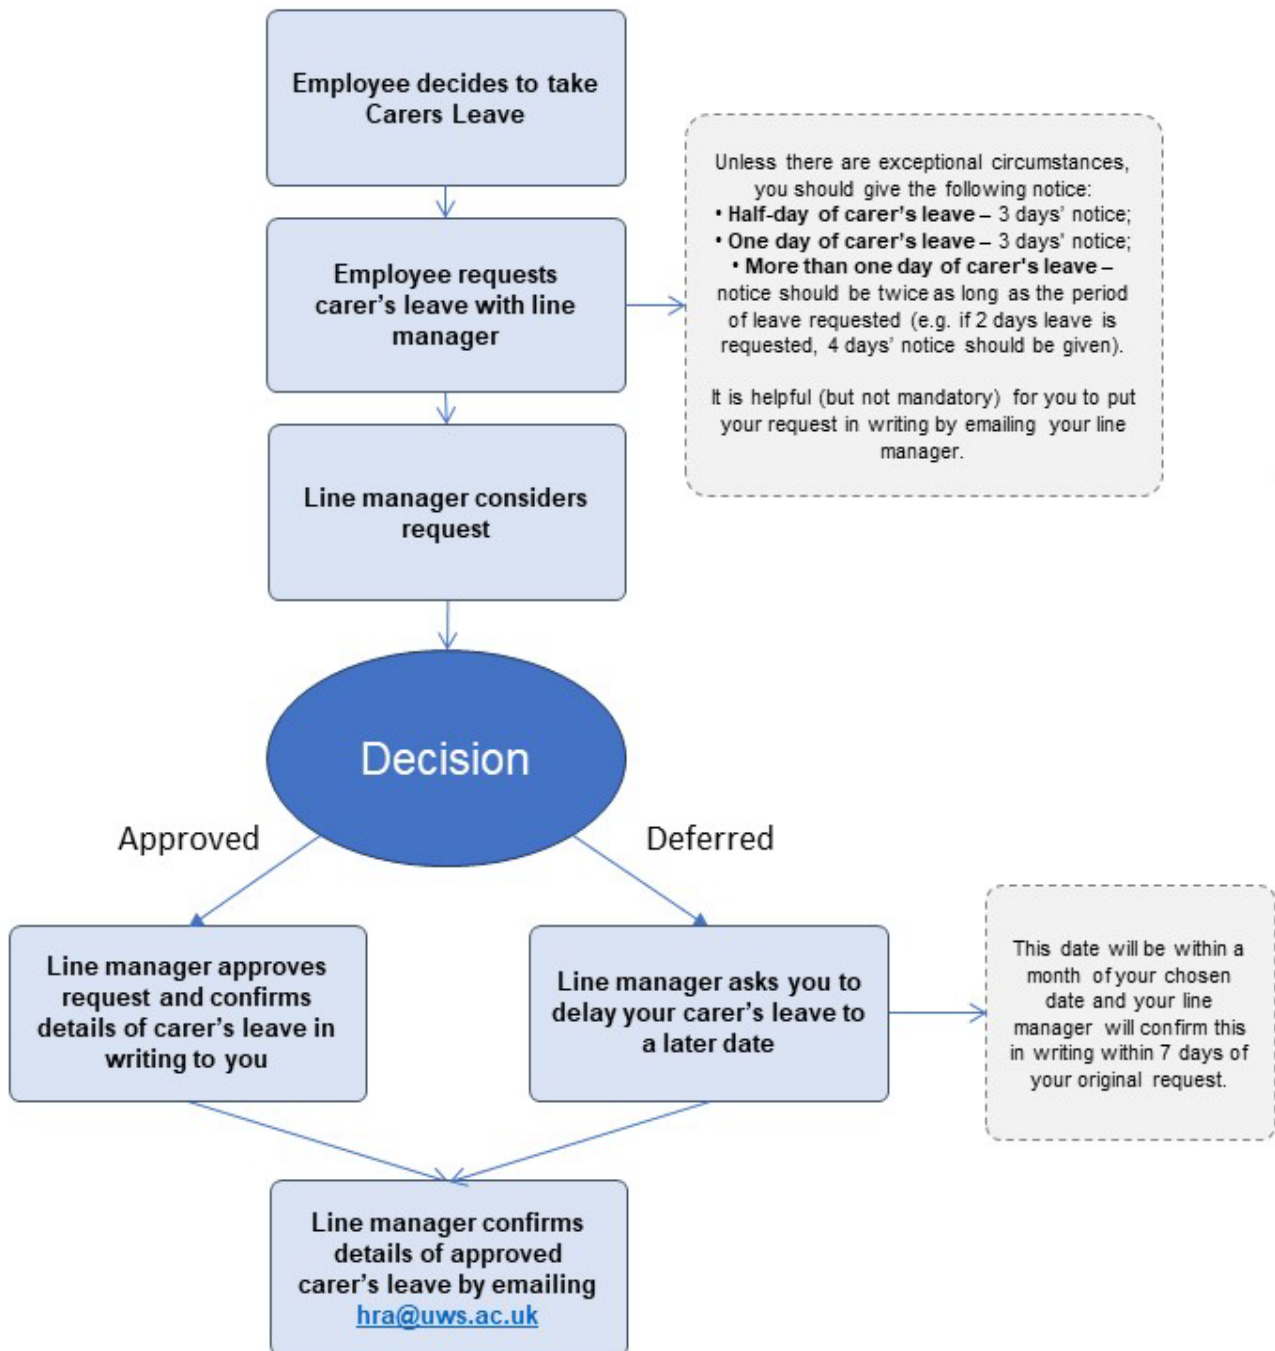 Employee decides to take
Carers Leave
Unless there are exceptional circumstances,
you should give the following notice:
• Half-day of carer's leave – 3 days' notice;
• One day of carer's leave – 3 days' notice;
• More than one day of carer's leave –
notice should be twice as long as the period
of leave requested (e.g. if 2 days leave is
requested, 4 days' notice should be given).
It is helpful (but not mandatory) for you to put
your request in writing by emailing your line
manager.
Employee requests
carer's leave with line
manager
Line manager considers
request
Decision
Approved
Deferred
Line manager approves
request and confirms
details of carer's leave in
writing to you
Line manager asks you to
delay your carer's leave to
a later date
This date will be within a
month of your chosen
date and your line
manager will confirm this
in writing within 7 days of
your original request.
Line manager confirms
details of approved
carer's leave by emailing
hra@uws.ac.uk